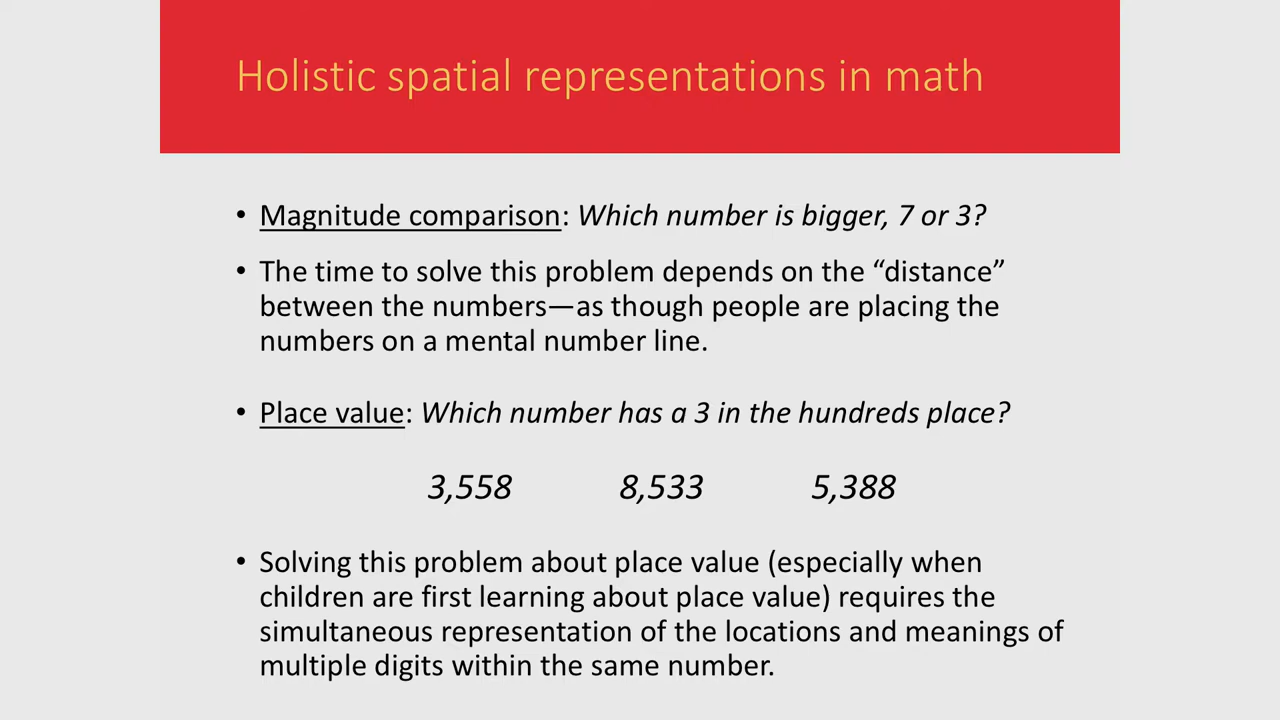 Holistic spatial representations in math
• Magnitude comparison: Which number is bigger, 7 or 3?
• The time to solve this problem depends on the “distance”
between the numbers—as though people are placing the
numbers on a mental number line.
• Place value: Which number has a 3 in the hundreds place?
3,558 8,533 5,388
• Solving this problem about place value (especially when
children are first learning about place value) requires the
simultaneous representation of the locations and meanings of
multiple digits within the same number.